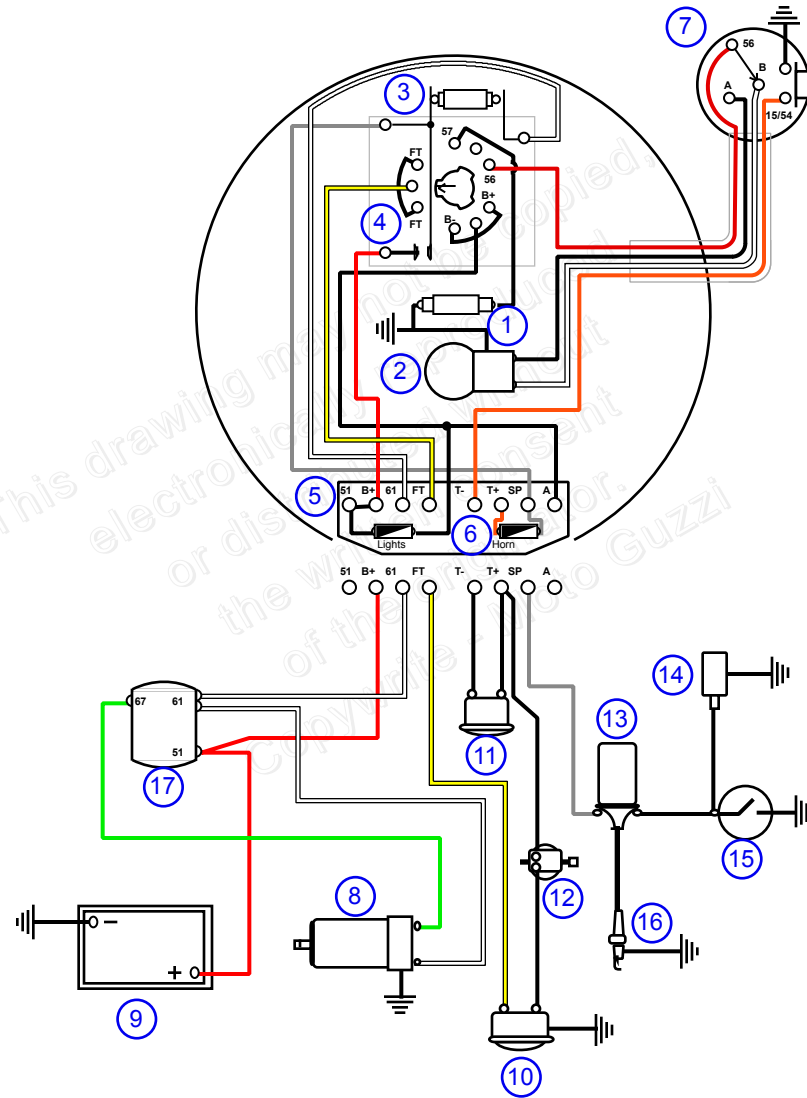 7
56
B
A
15/54
3
57
FT
56
4
B+
FT
B-
1
2
5
51 B+ 61 FT T- T+ SP A
6
Lights
Horn
51 B+ 61 FT T- T+ SP A
This drawing may not be copied,
electronically reproduced
or distributed without
the written consent
of the originator.
Copywrite - Moto Guzzi
67
61
51
17
11
14
13
15
12
16
8
9
−
+
10